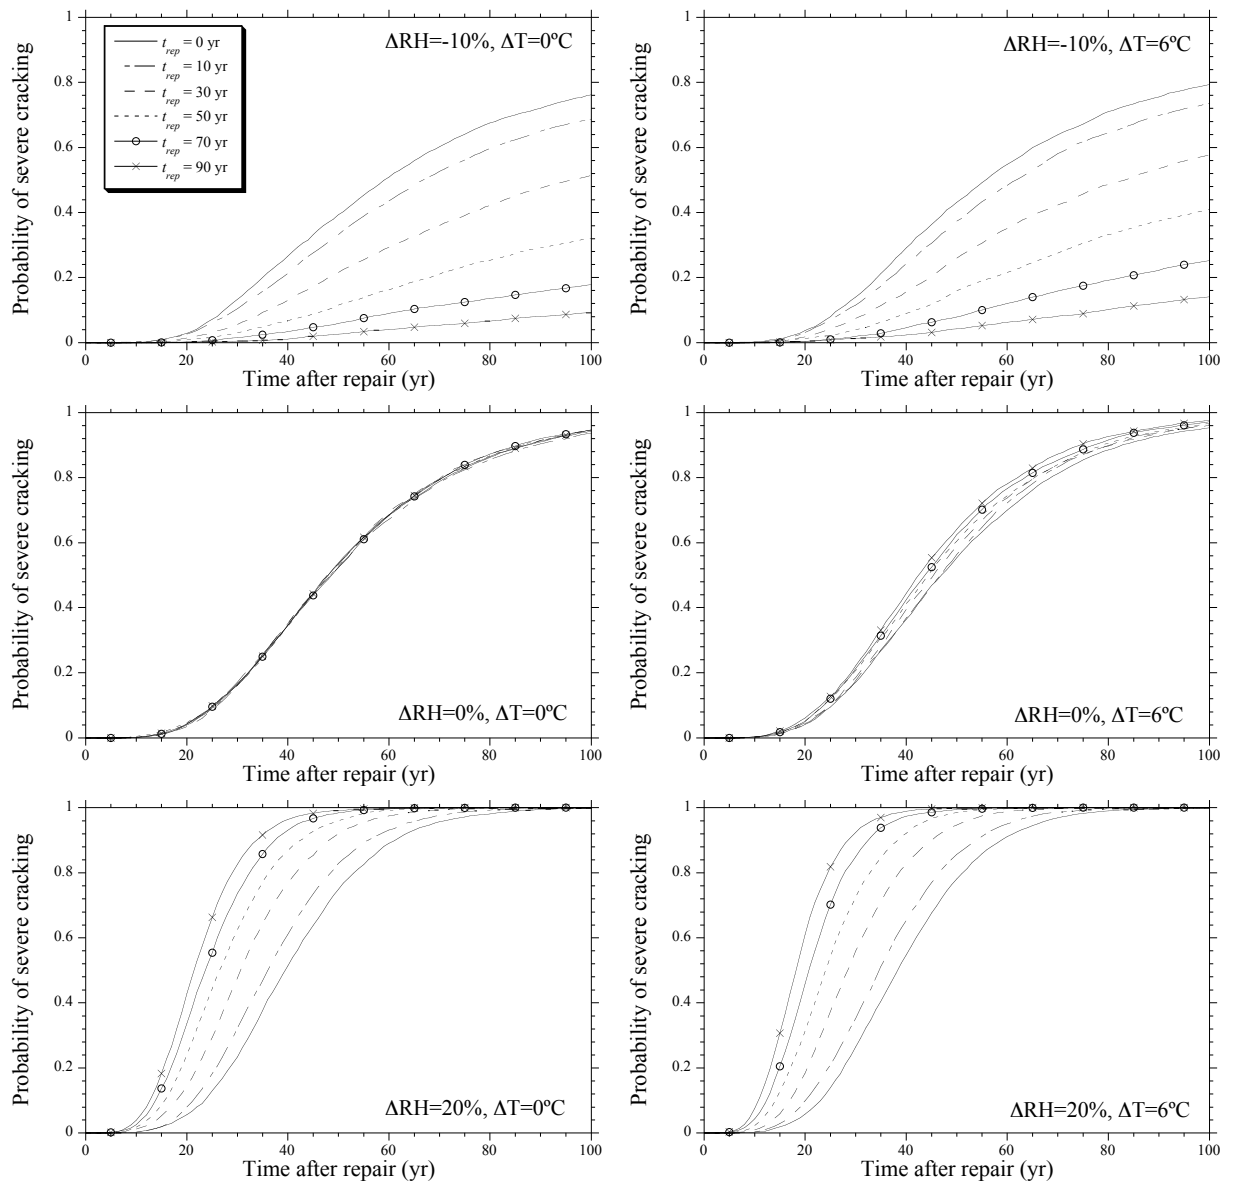 Probability of severe cracking
1
0.8
0.6
0.4
0.2
0
t_rep = 0 yr
t_rep = 10 yr
t_rep = 30 yr
t_rep = 50 yr
t_rep = 70 yr
t_rep = 90 yr
ΔRH=-10%, ΔT=0ºC
0 20 40 60 80 100
Time after repair (yr)
Probability of severe cracking
1
0.8
0.6
0.4
0.2
0
ΔRH=-10%, ΔT=6ºC
0 20 40 60 80 100
Time after repair (yr)
Probability of severe cracking
1
0.8
0.6
0.4
0.2
0
ΔRH=0%, ΔT=0ºC
0 20 40 60 80 100
Time after repair (yr)
Probability of severe cracking
1
0.8
0.6
0.4
0.2
0
ΔRH=0%, ΔT=6ºC
0 20 40 60 80 100
Time after repair (yr)
Probability of severe cracking
1
0.8
0.6
0.4
0.2
0
ΔRH=20%, ΔT=0ºC
0 20 40 60 80 100
Time after repair (yr)
Probability of severe cracking
1
0.8
0.6
0.4
0.2
0
ΔRH=20%, ΔT=6ºC
0 20 40 60 80 100
Time after repair (yr)